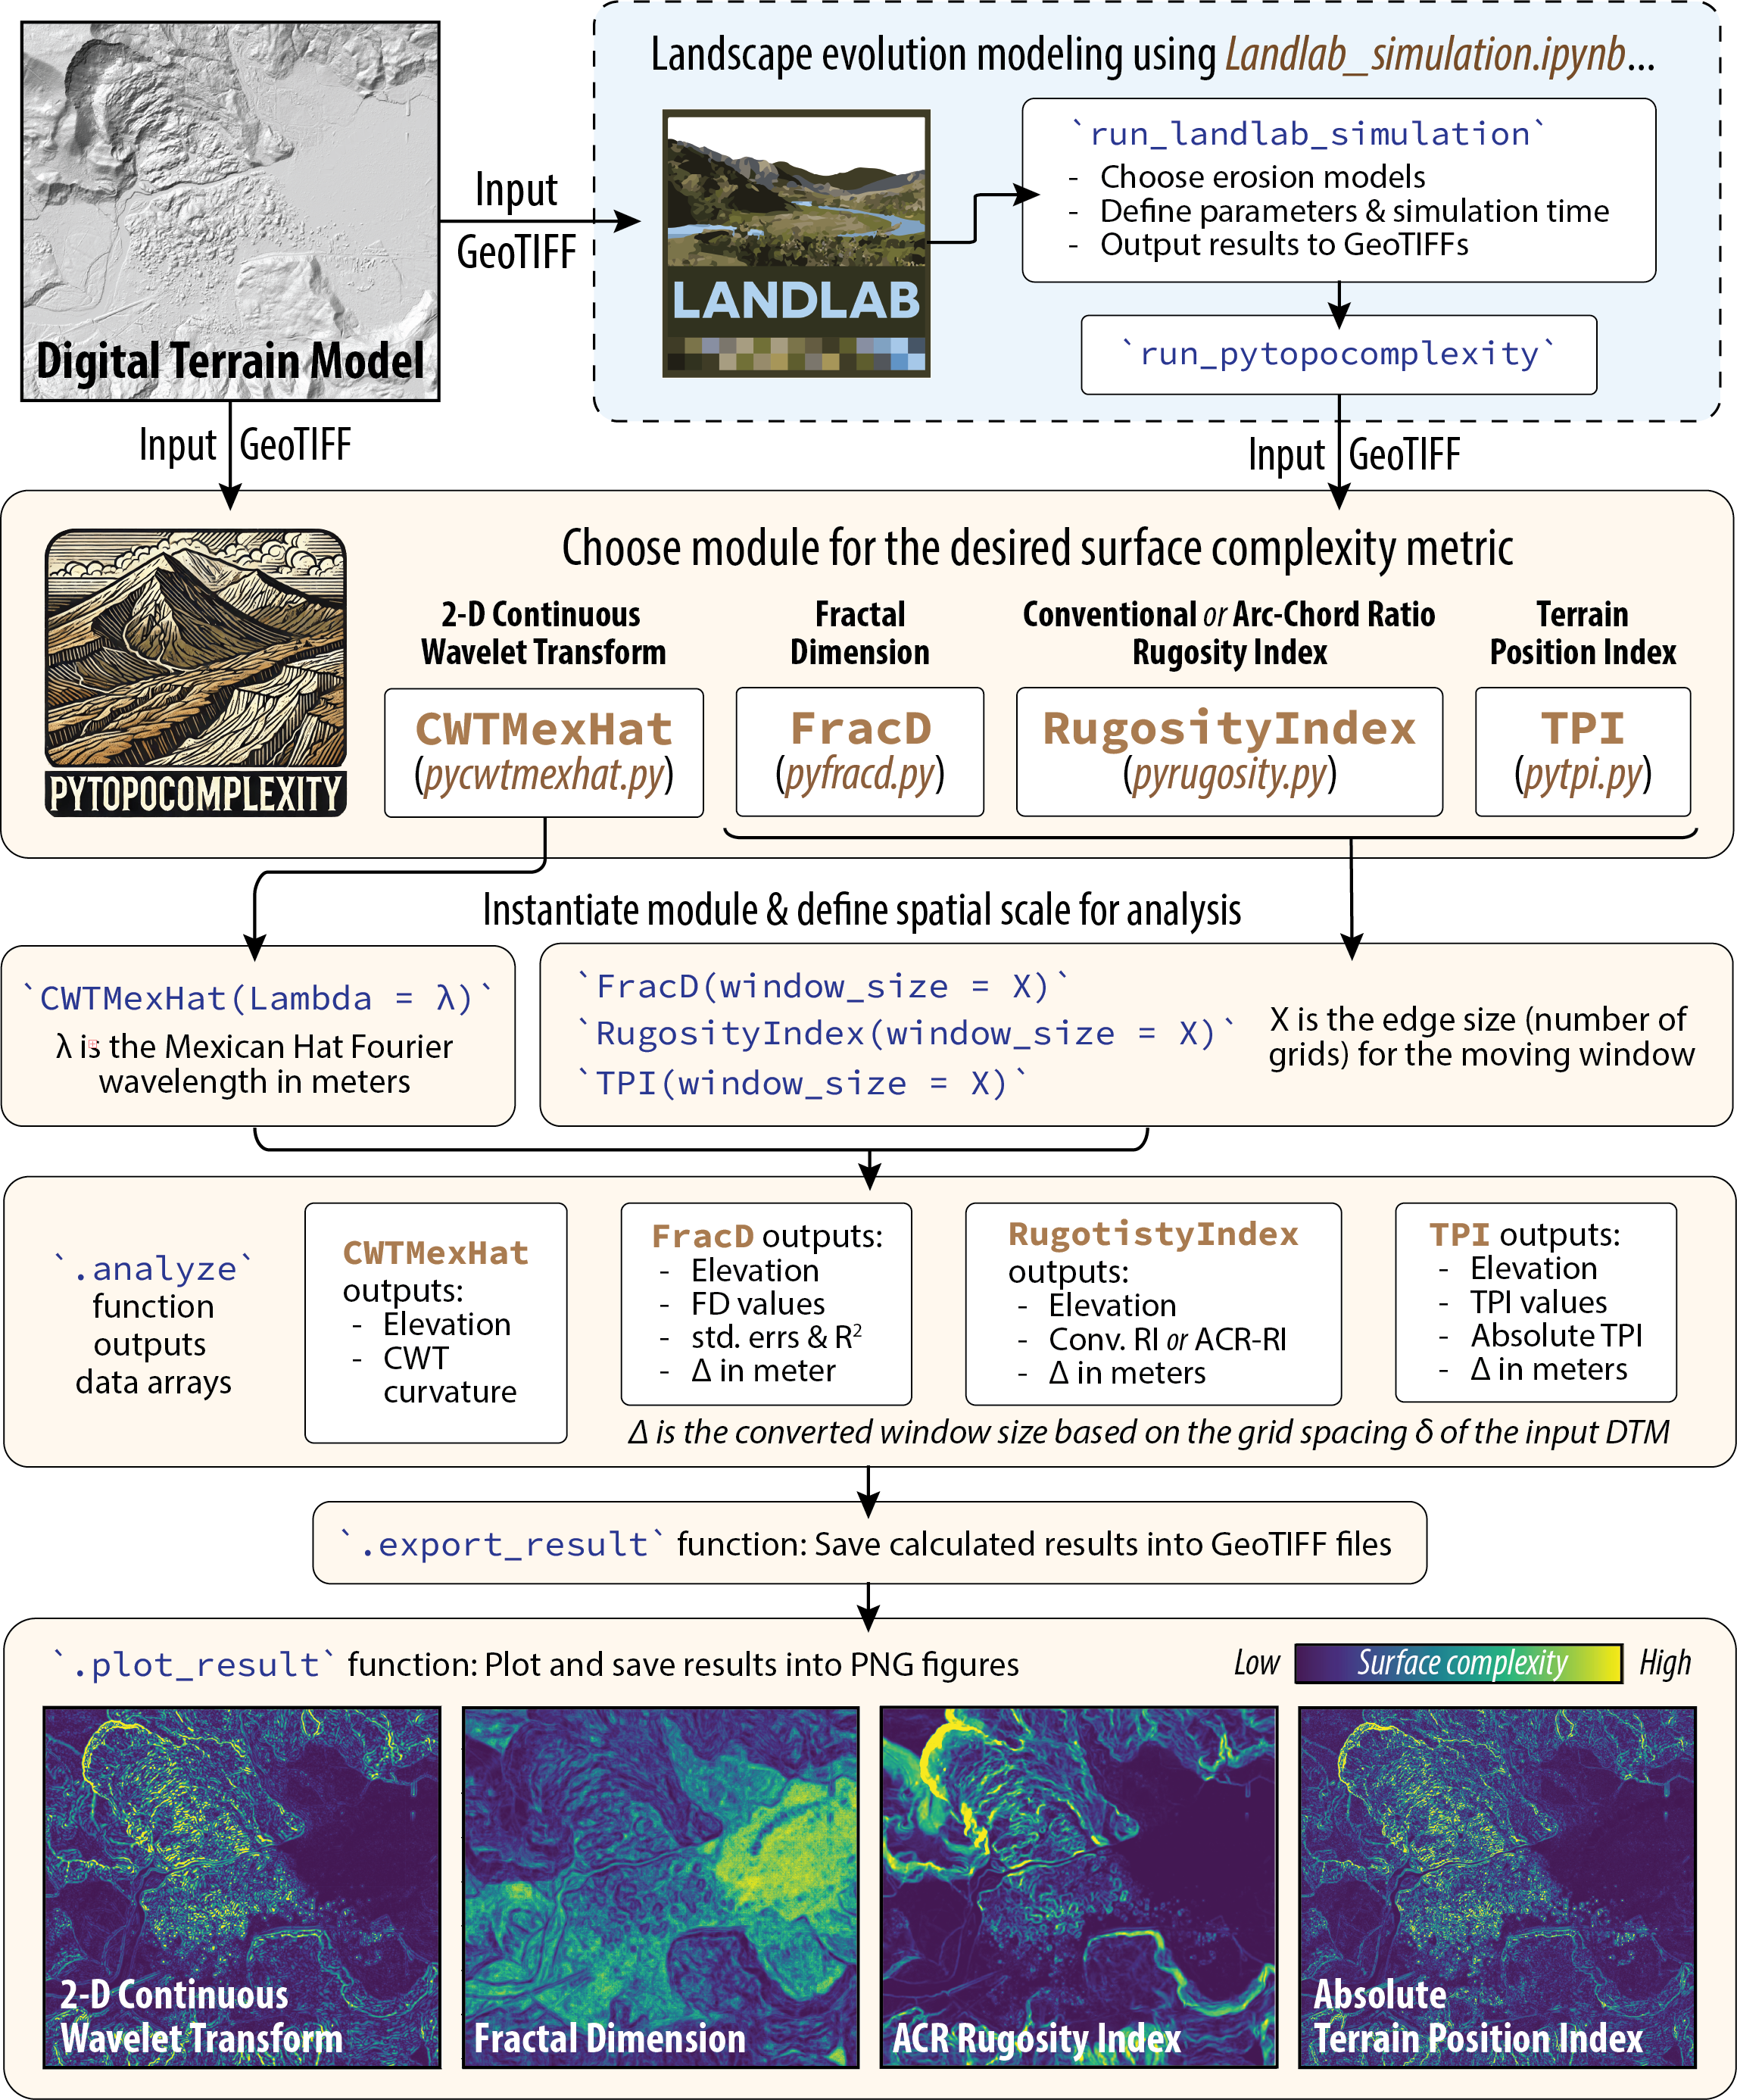 Landscape evolution modeling using Landlab_simulation.ipynb...
Digital Terrain Model
Input
GeoTIFF
LANDLAB
`run_landlab_simulation`
- Choose erosion models
- Define parameters & simulation time
- Output results to GeoTIFFs
`run_pytopocomplexity`
Input GeoTIFF
Input GeoTIFF
PYTOPOCOMPLEXITY
Choose module for the desired surface complexity metric
2-D Continuous
Wavelet Transform
CWTMexHat
(pycwtmexhat.py)
Fractal
Dimension
FracD
(pyfracd.py)
Conventional or Arc-Chord Ratio
Rugosity Index
RugosityIndex
(pyrugosity.py)
Terrain
Position Index
TPI
(pytpi.py)
Instantiate module & define spatial scale for analysis
`CWTMexHat(Lambda = λ)`
λ is the Mexican Hat Fourier
wavelength in meters
`FracD(window_size = X)`
`RugosityIndex(window_size = X)`
`TPI(window_size = X)`
X is the edge size (number of
grids) for the moving window
`.analyze`
function
outputs
data arrays
CWTMexHat
outputs:
- Elevation
- CWT
curvature
FracD outputs:
- Elevation
- FD values
- std. errs & R²
- Δ in meter
RugotistyIndex
outputs:
- Elevation
- Conv. RI or ACR-RI
- Δ in meters
TPI outputs:
- Elevation
- TPI values
- Absolute TPI
- Δ in meters
Δ is the converted window size based on the grid spacing δ of the input DTM
`.export_result` function: Save calculated results into GeoTIFF files
`.plot_result` function: Plot and save results into PNG figures
Low Surface complexity High
2-D Continuous
Wavelet Transform
Fractal Dimension
ACR Rugosity Index
Absolute
Terrain Position Index